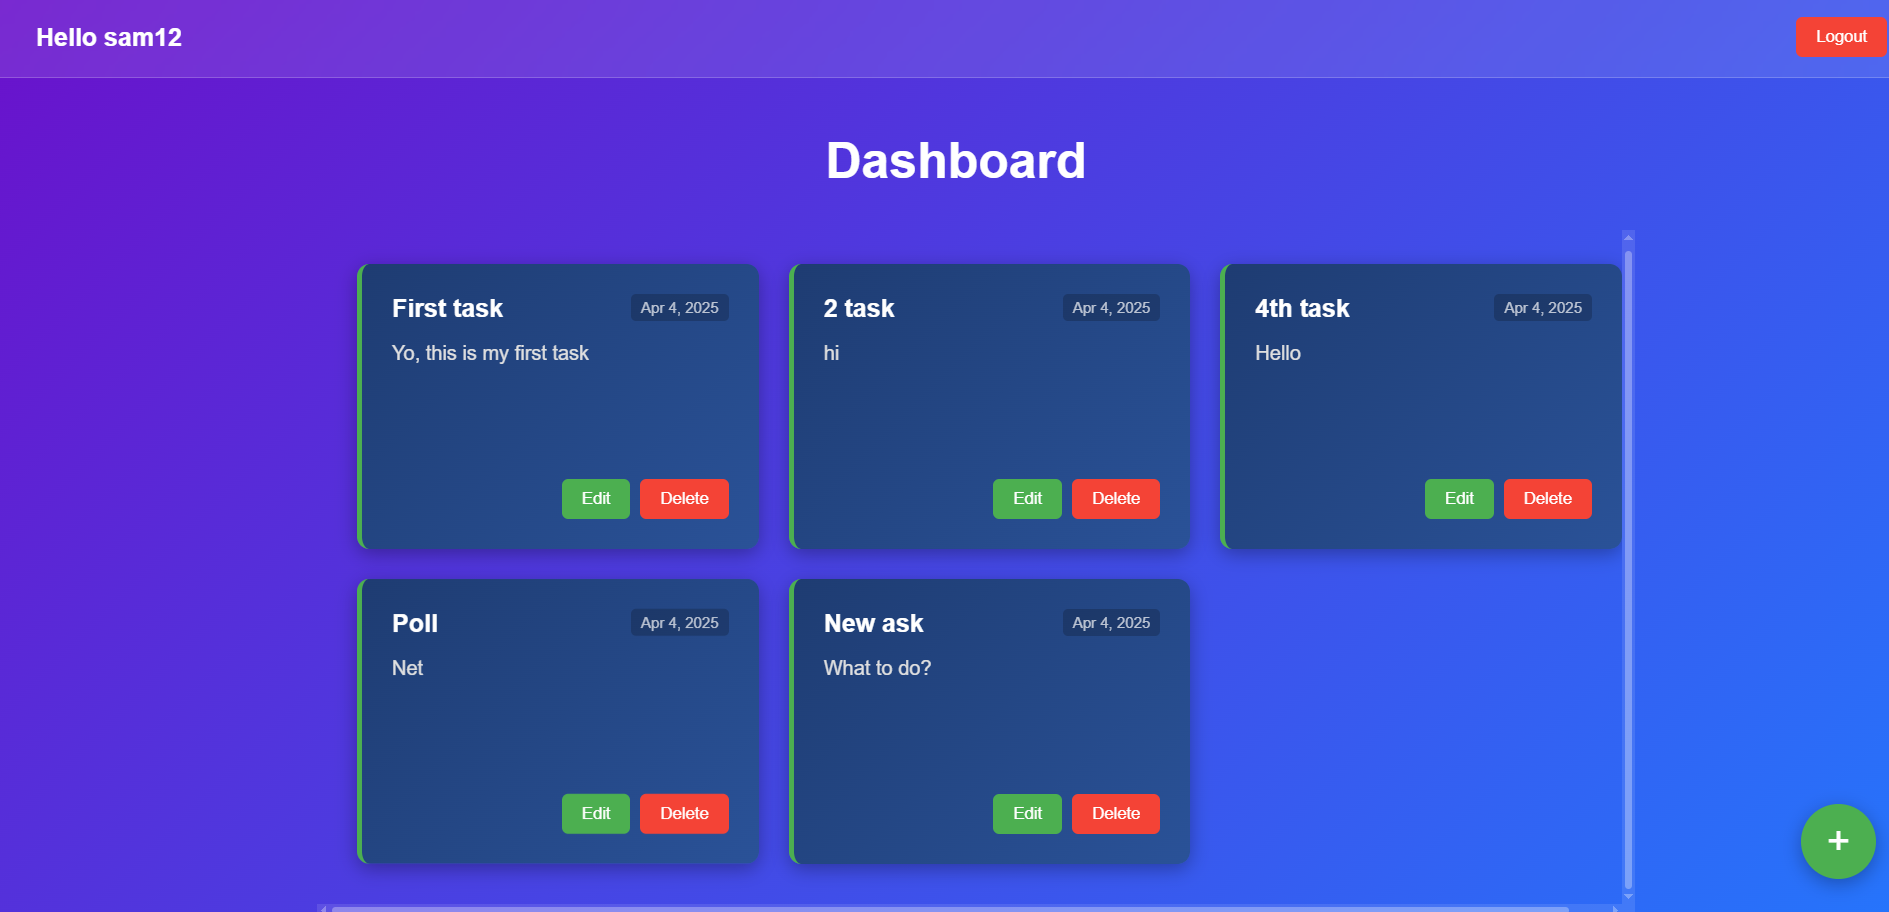 Hello sam12
Logout
Dashboard
First task
Apr 4, 2025
Yo, this is my first task
Edit
Delete
2 task
Apr 4, 2025
hi
Edit
Delete
4th task
Apr 4, 2025
Hello
Edit
Delete
Poll
Apr 4, 2025
Net
Edit
Delete
New ask
Apr 4, 2025
What to do?
Edit
Delete
+